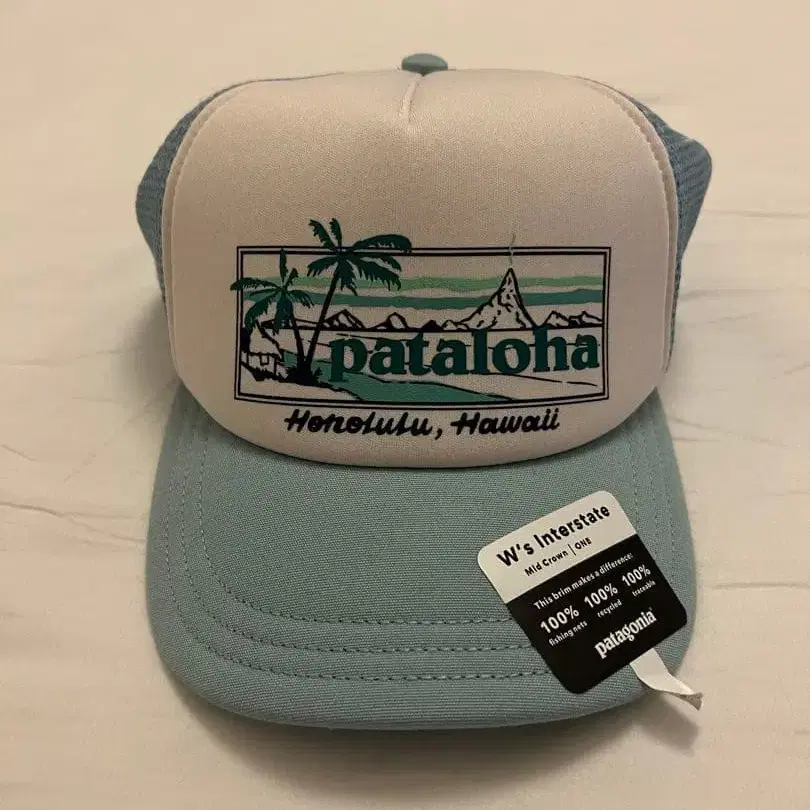 pataloha
Honolulu, Hawaii
W's Interstate
Mid Crown | ONE
This brim makes a difference:
100% 100% 100%
fishing nets recycled traceable
patagonia®